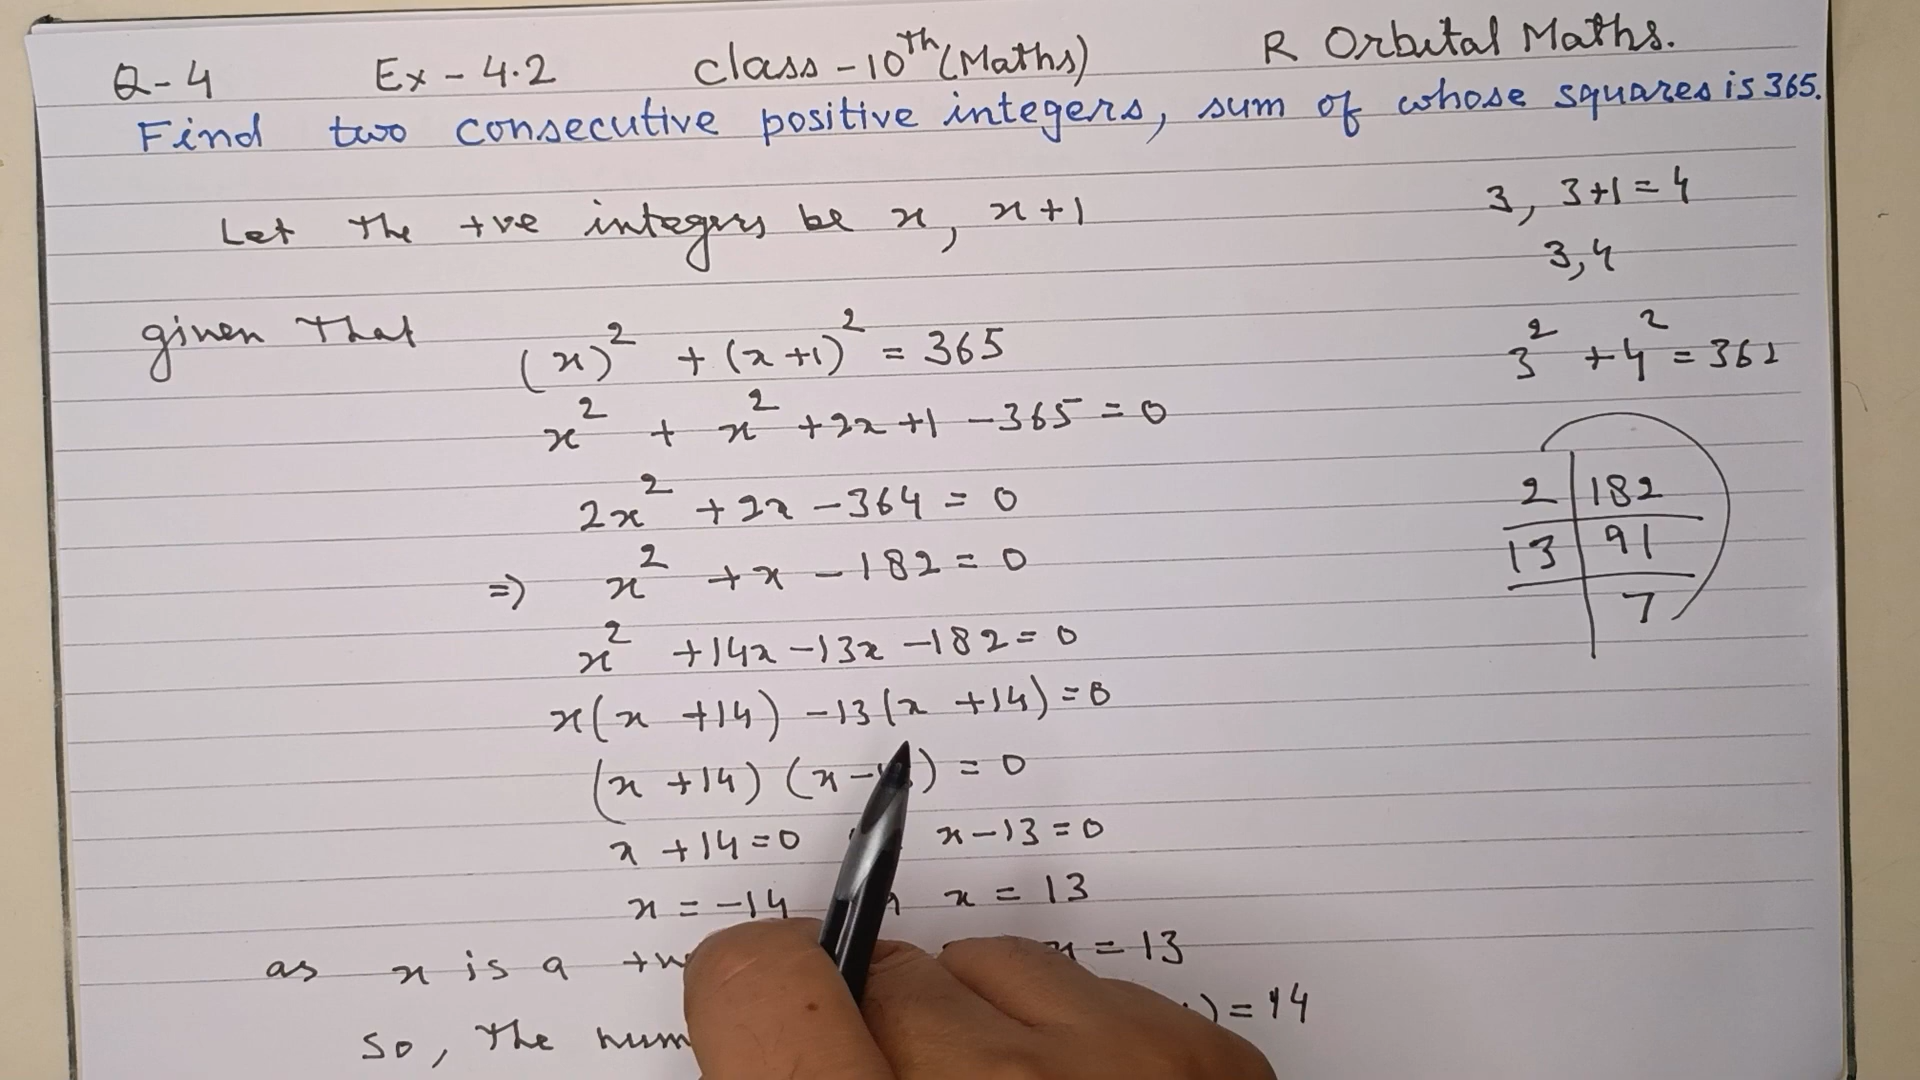 Q-4 Ex-4.2 Class-10th (Maths) R Orbital Maths.
Find two consecutive positive integers, sum of whose squares is 365.
Let the +ve integers be x, x+1
3, 3+1=4
3,4
given that (x)² + (x+1)² = 365
3² + 4² = 361
x² + x² + 2x + 1 - 365 = 0
2x² + 2x - 364 = 0
2 | 182
13 | 91
7
=> x² + x - 182 = 0
x² + 14x - 13x - 182 = 0
x(x + 14) - 13(x + 14) = 0
(x + 14) (x - ) = 0
x + 14 = 0 x - 13 = 0
x = -14 x = 13
as x is a x = 13
So, the ) = 14